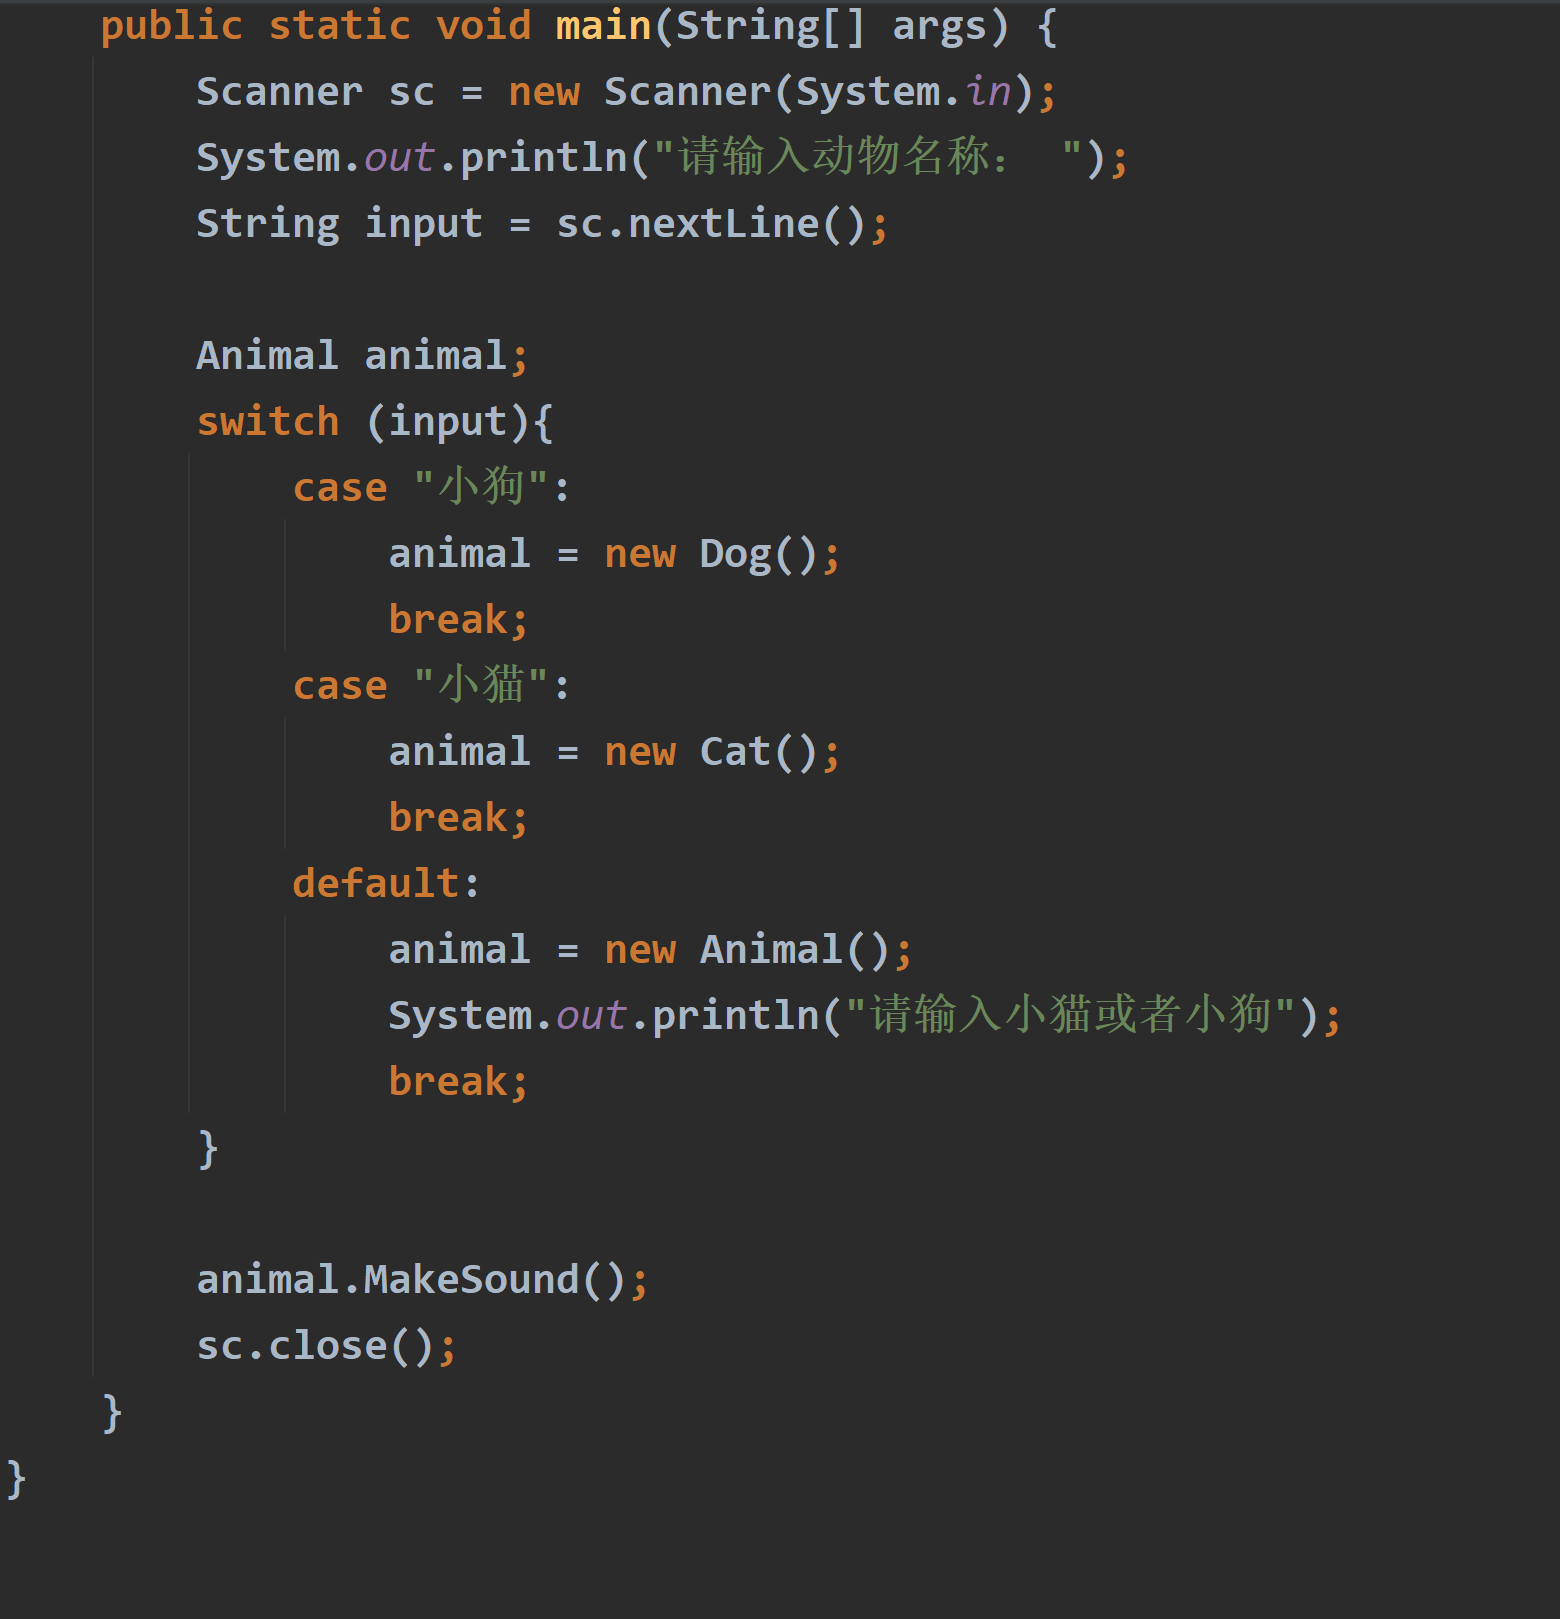 public static void main(String[] args) {
Scanner sc = new Scanner(System.in);
System.out.println("请输入动物名称： ");
String input = sc.nextLine();
Animal animal;
switch (input){
case "小狗":
animal = new Dog();
break;
case "小猫":
animal = new Cat();
break;
default:
animal = new Animal();
System.out.println("请输入小猫或者小狗");
break;
}
animal.MakeSound();
sc.close();
}
}